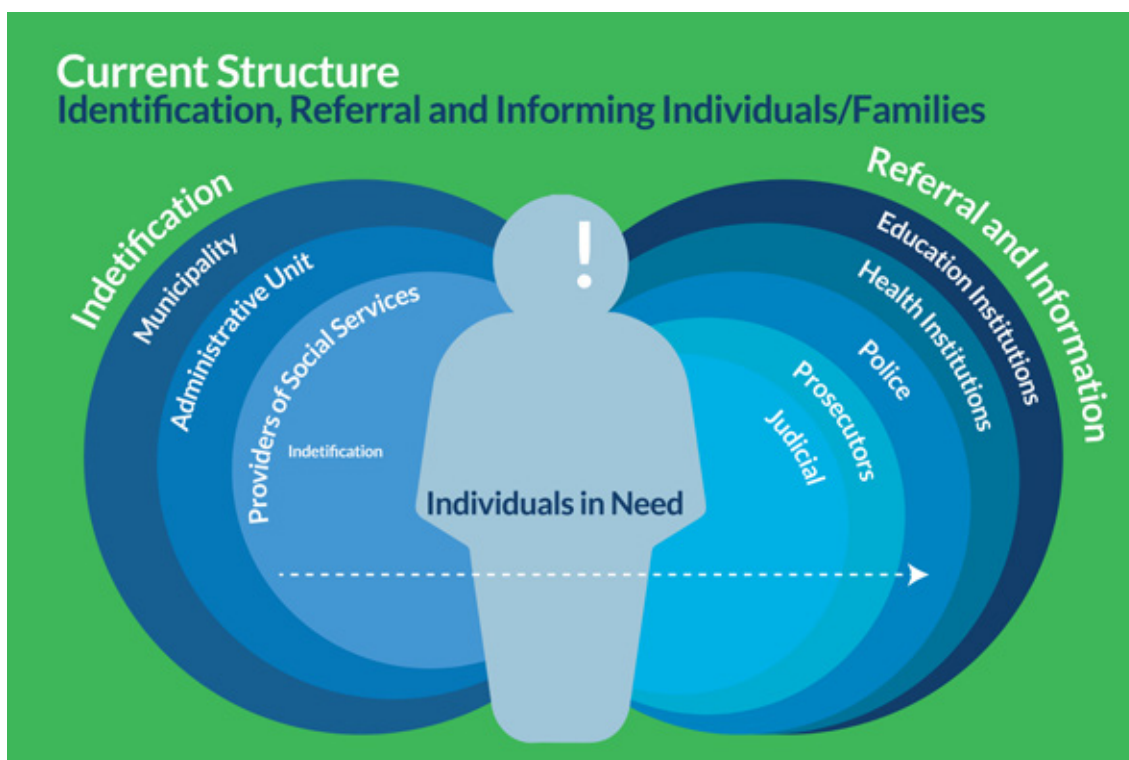 Current Structure
Identification, Referral and Informing Individuals/Families
Indetification
Municipality
Administrative Unit
Providers of Social Services
Indetification
!
Individuals in Need
Referral and Information
Education Institutions
Health Institutions
Police
Prosecutors
Judicial